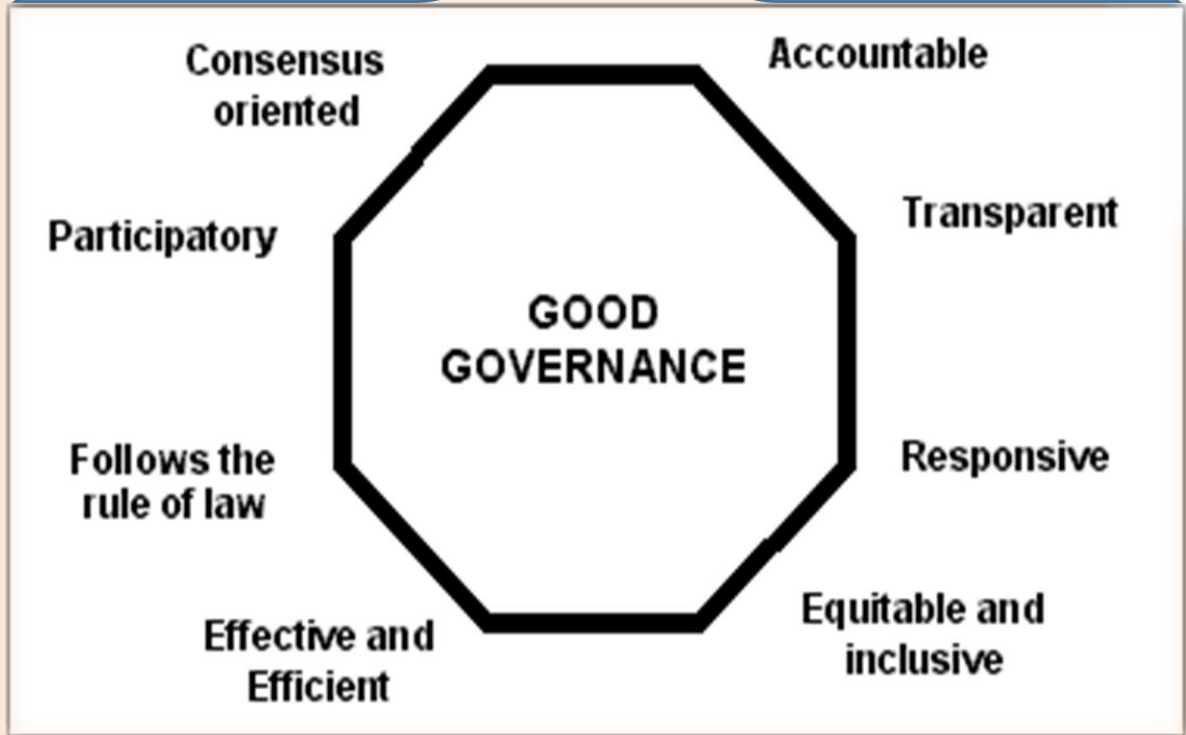 Consensus
oriented
Accountable
Participatory
Transparent
GOOD
GOVERNANCE
Follows the
rule of law
Responsive
Effective and
Efficient
Equitable and
inclusive